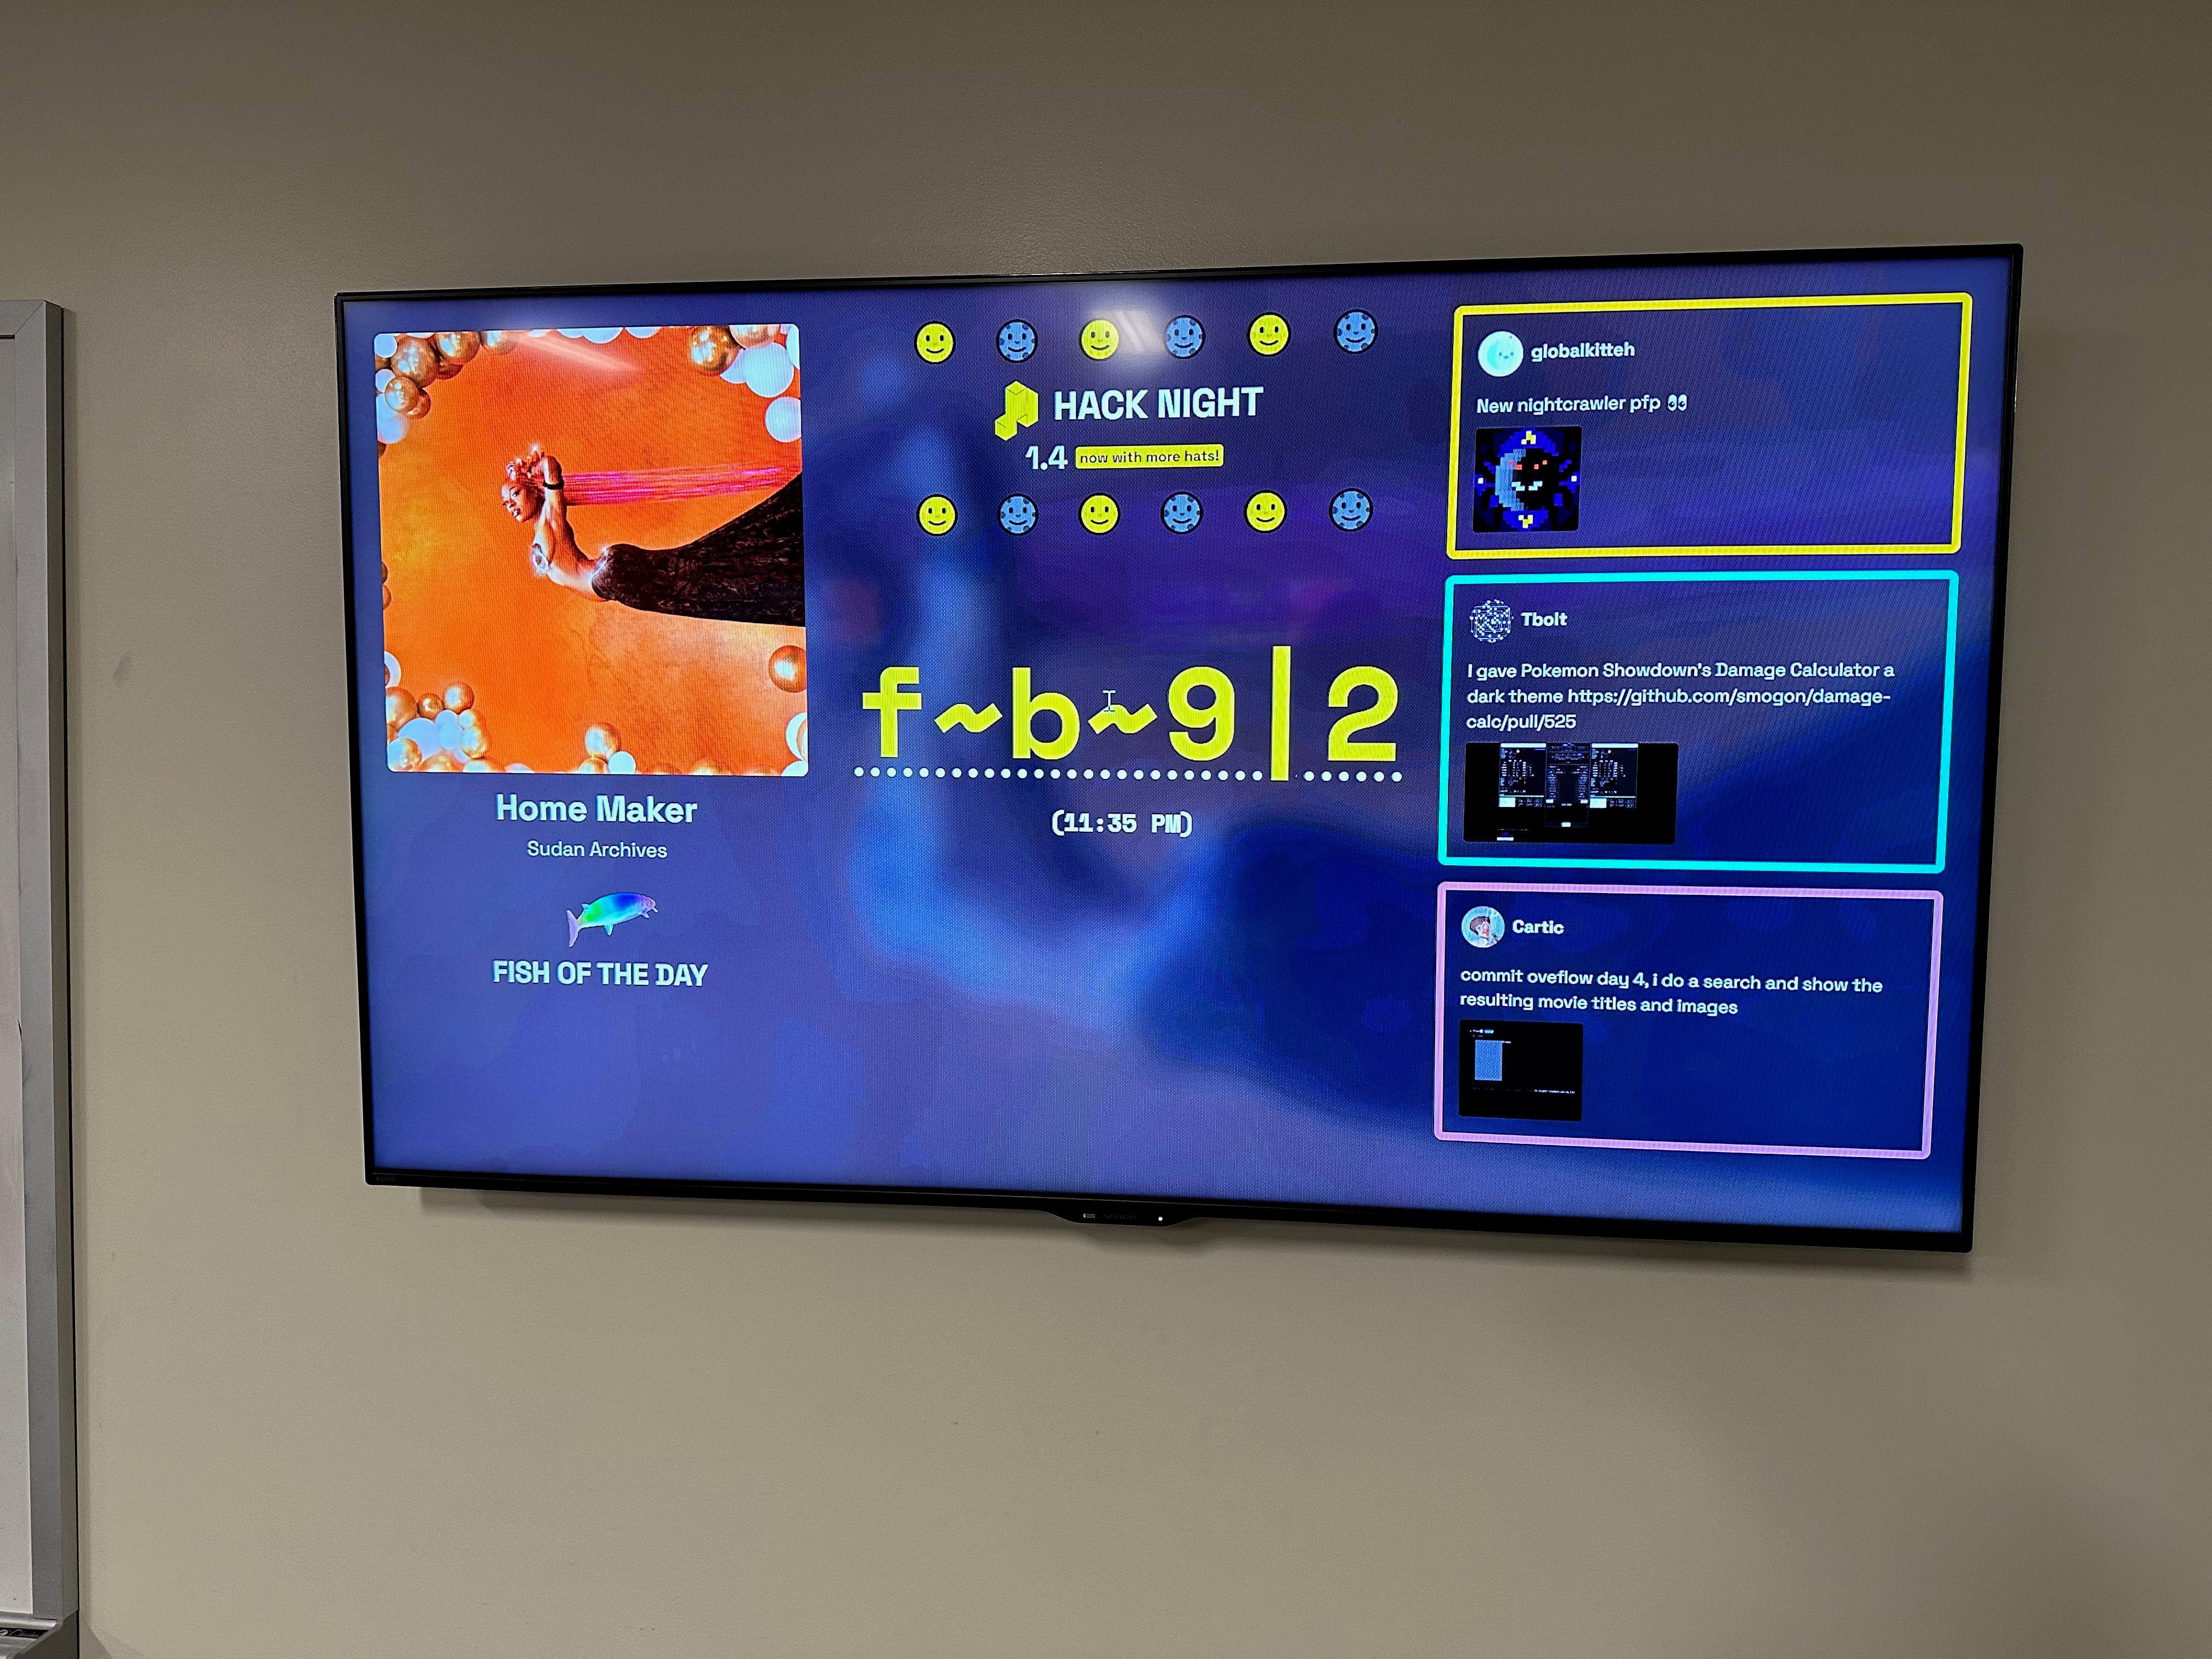 Home Maker
Sudan Archives
FISH OF THE DAY
HACK NIGHT
1.4 now with more hats!
f~b~9|2
(11:35 PM)
globalkitteh
New nightcrawler pfp 👀
Tbolt
I gave Pokemon Showdown's Damage Calculator a
dark theme https://github.com/smogon/damage-
calc/pull/525
Cartic
commit oveflow day 4, i do a search and show the
resulting movie titles and images